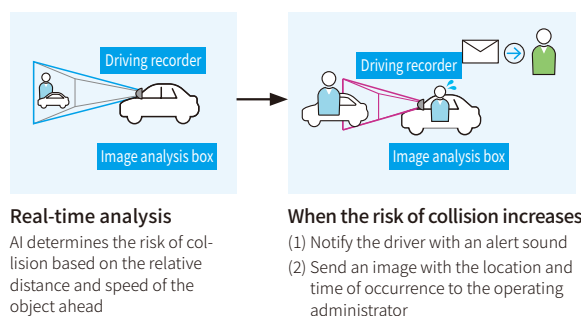 Driving recorder
Image analysis box
Real-time analysis
AI determines the risk of col-
lision based on the relative
distance and speed of the
object ahead
Driving recorder
Image analysis box
When the risk of collision increases
(1) Notify the driver with an alert sound
(2) Send an image with the location and
time of occurrence to the operating
administrator